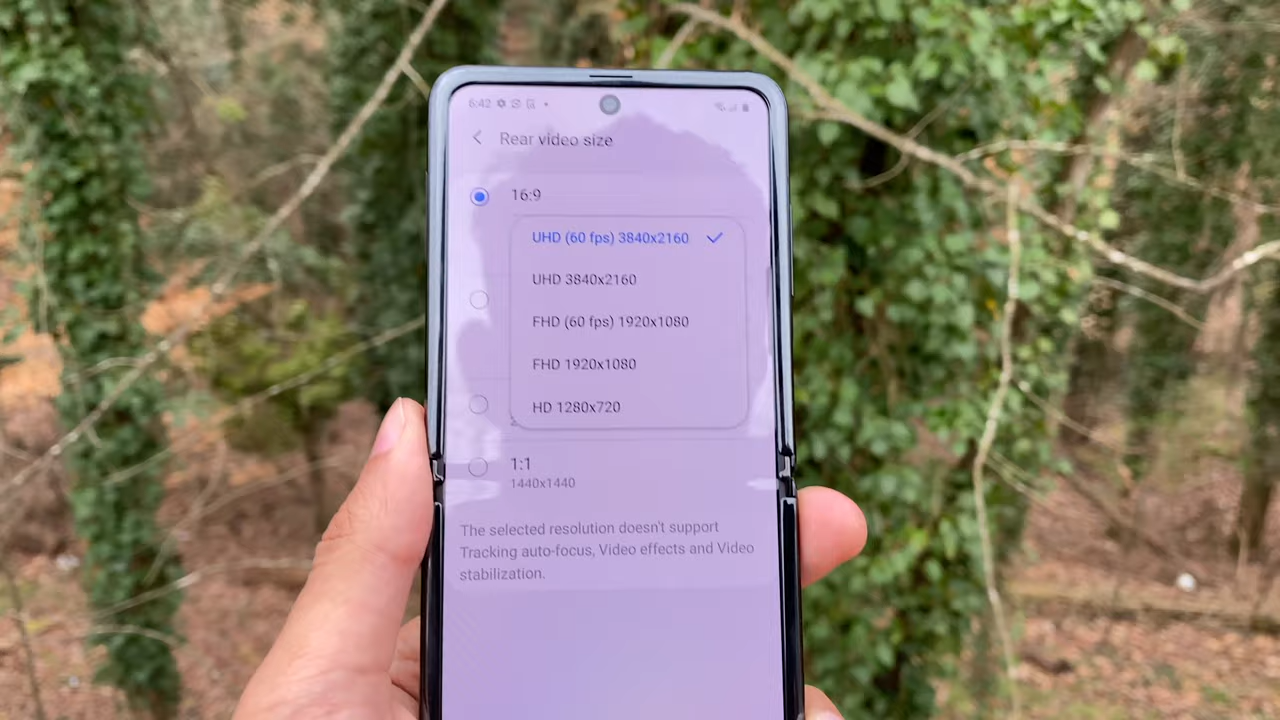 6:42
Rear video size
16:9
UHD (60 fps) 3840x2160
UHD 3840x2160
FHD (60 fps) 1920x1080
FHD 1920x1080
HD 1280x720
1:1
1440x1440
The selected resolution doesn't support
Tracking auto-focus, Video effects and Video
stabilization.